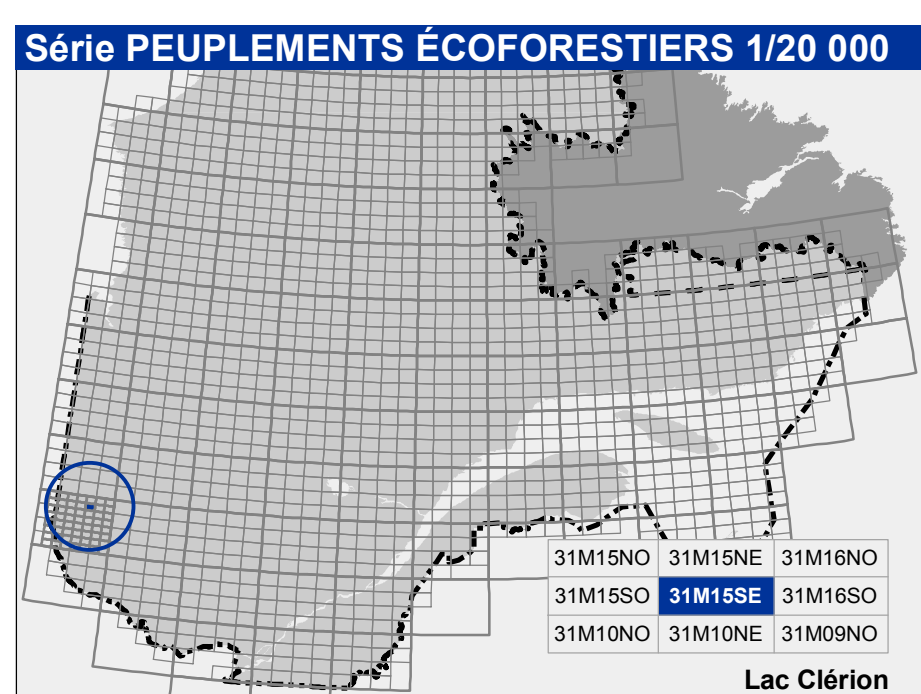 Série PEUPLEMENTS ÉCOFORESTIERS 1/20 000
31M15NO 31M15NE 31M16NO
31M15SO 31M15SE 31M16SO
31M10NO 31M10NE 31M09NO
Lac Clérion